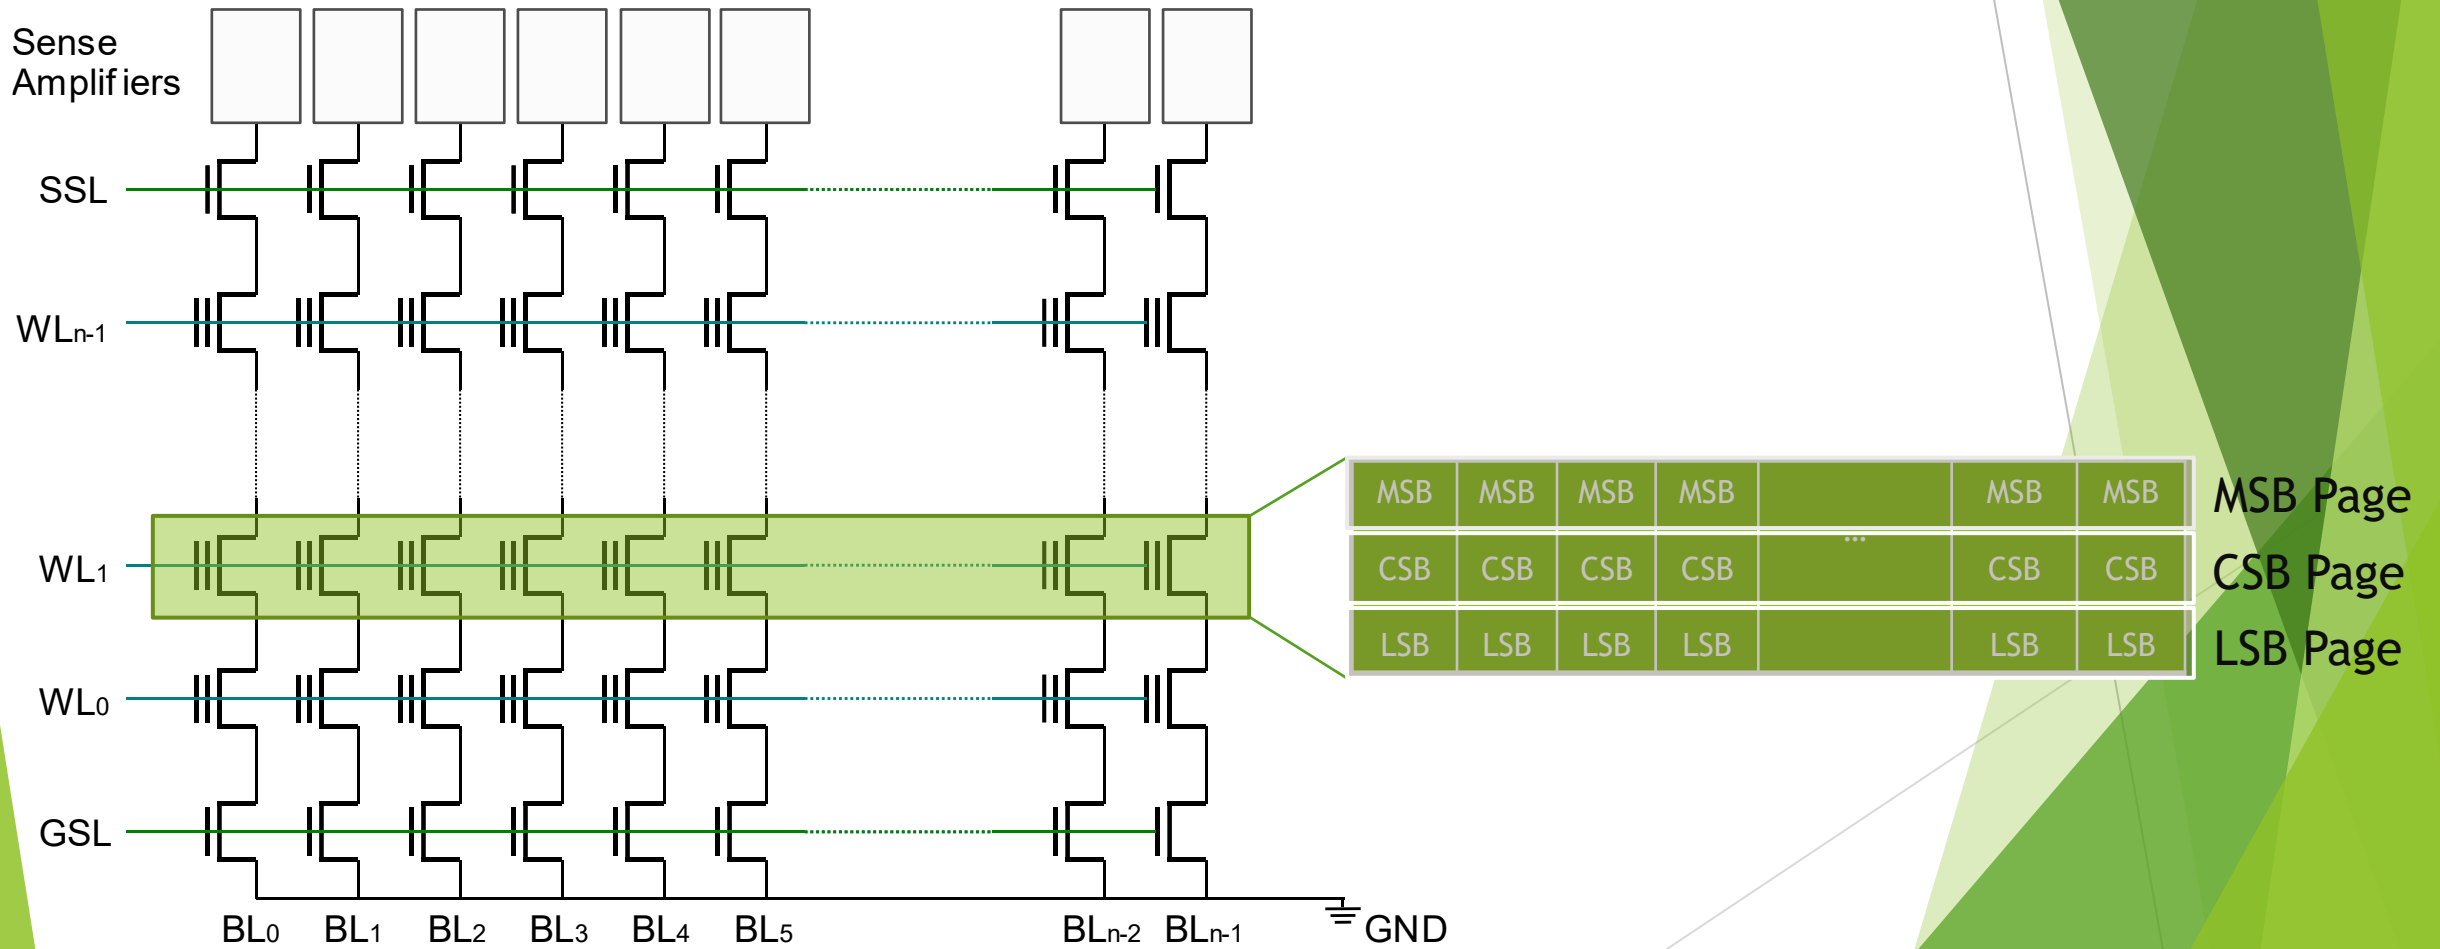 Sense
Amplifiers
SSL
WLn-1
MSB MSB MSB MSB MSB MSB MSB Page
...
WL1
CSB CSB CSB CSB CSB CSB CSB Page
LSB LSB LSB LSB LSB LSB LSB Page
WL0
GSL
BL0 BL1 BL2 BL3 BL4 BL5 BLn-2 BLn-1 GND